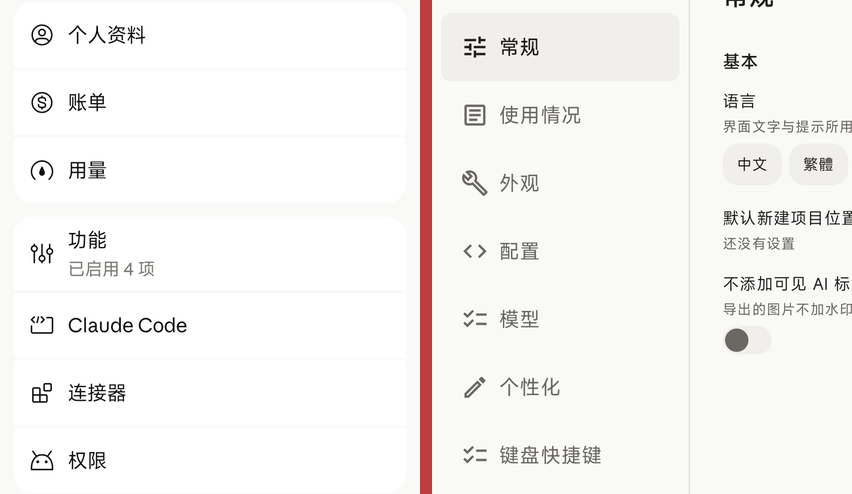 个人资料
账单
用量
功能
已启用 4 项
Claude Code
连接器
权限
常规
使用情况
外观
配置
模型
个性化
键盘快捷键
常规
基本
语言
界面文字与提示所用
中文
繁體
默认新建项目位置
还没有设置
不添加可见 AI 标
导出的图片不加水印